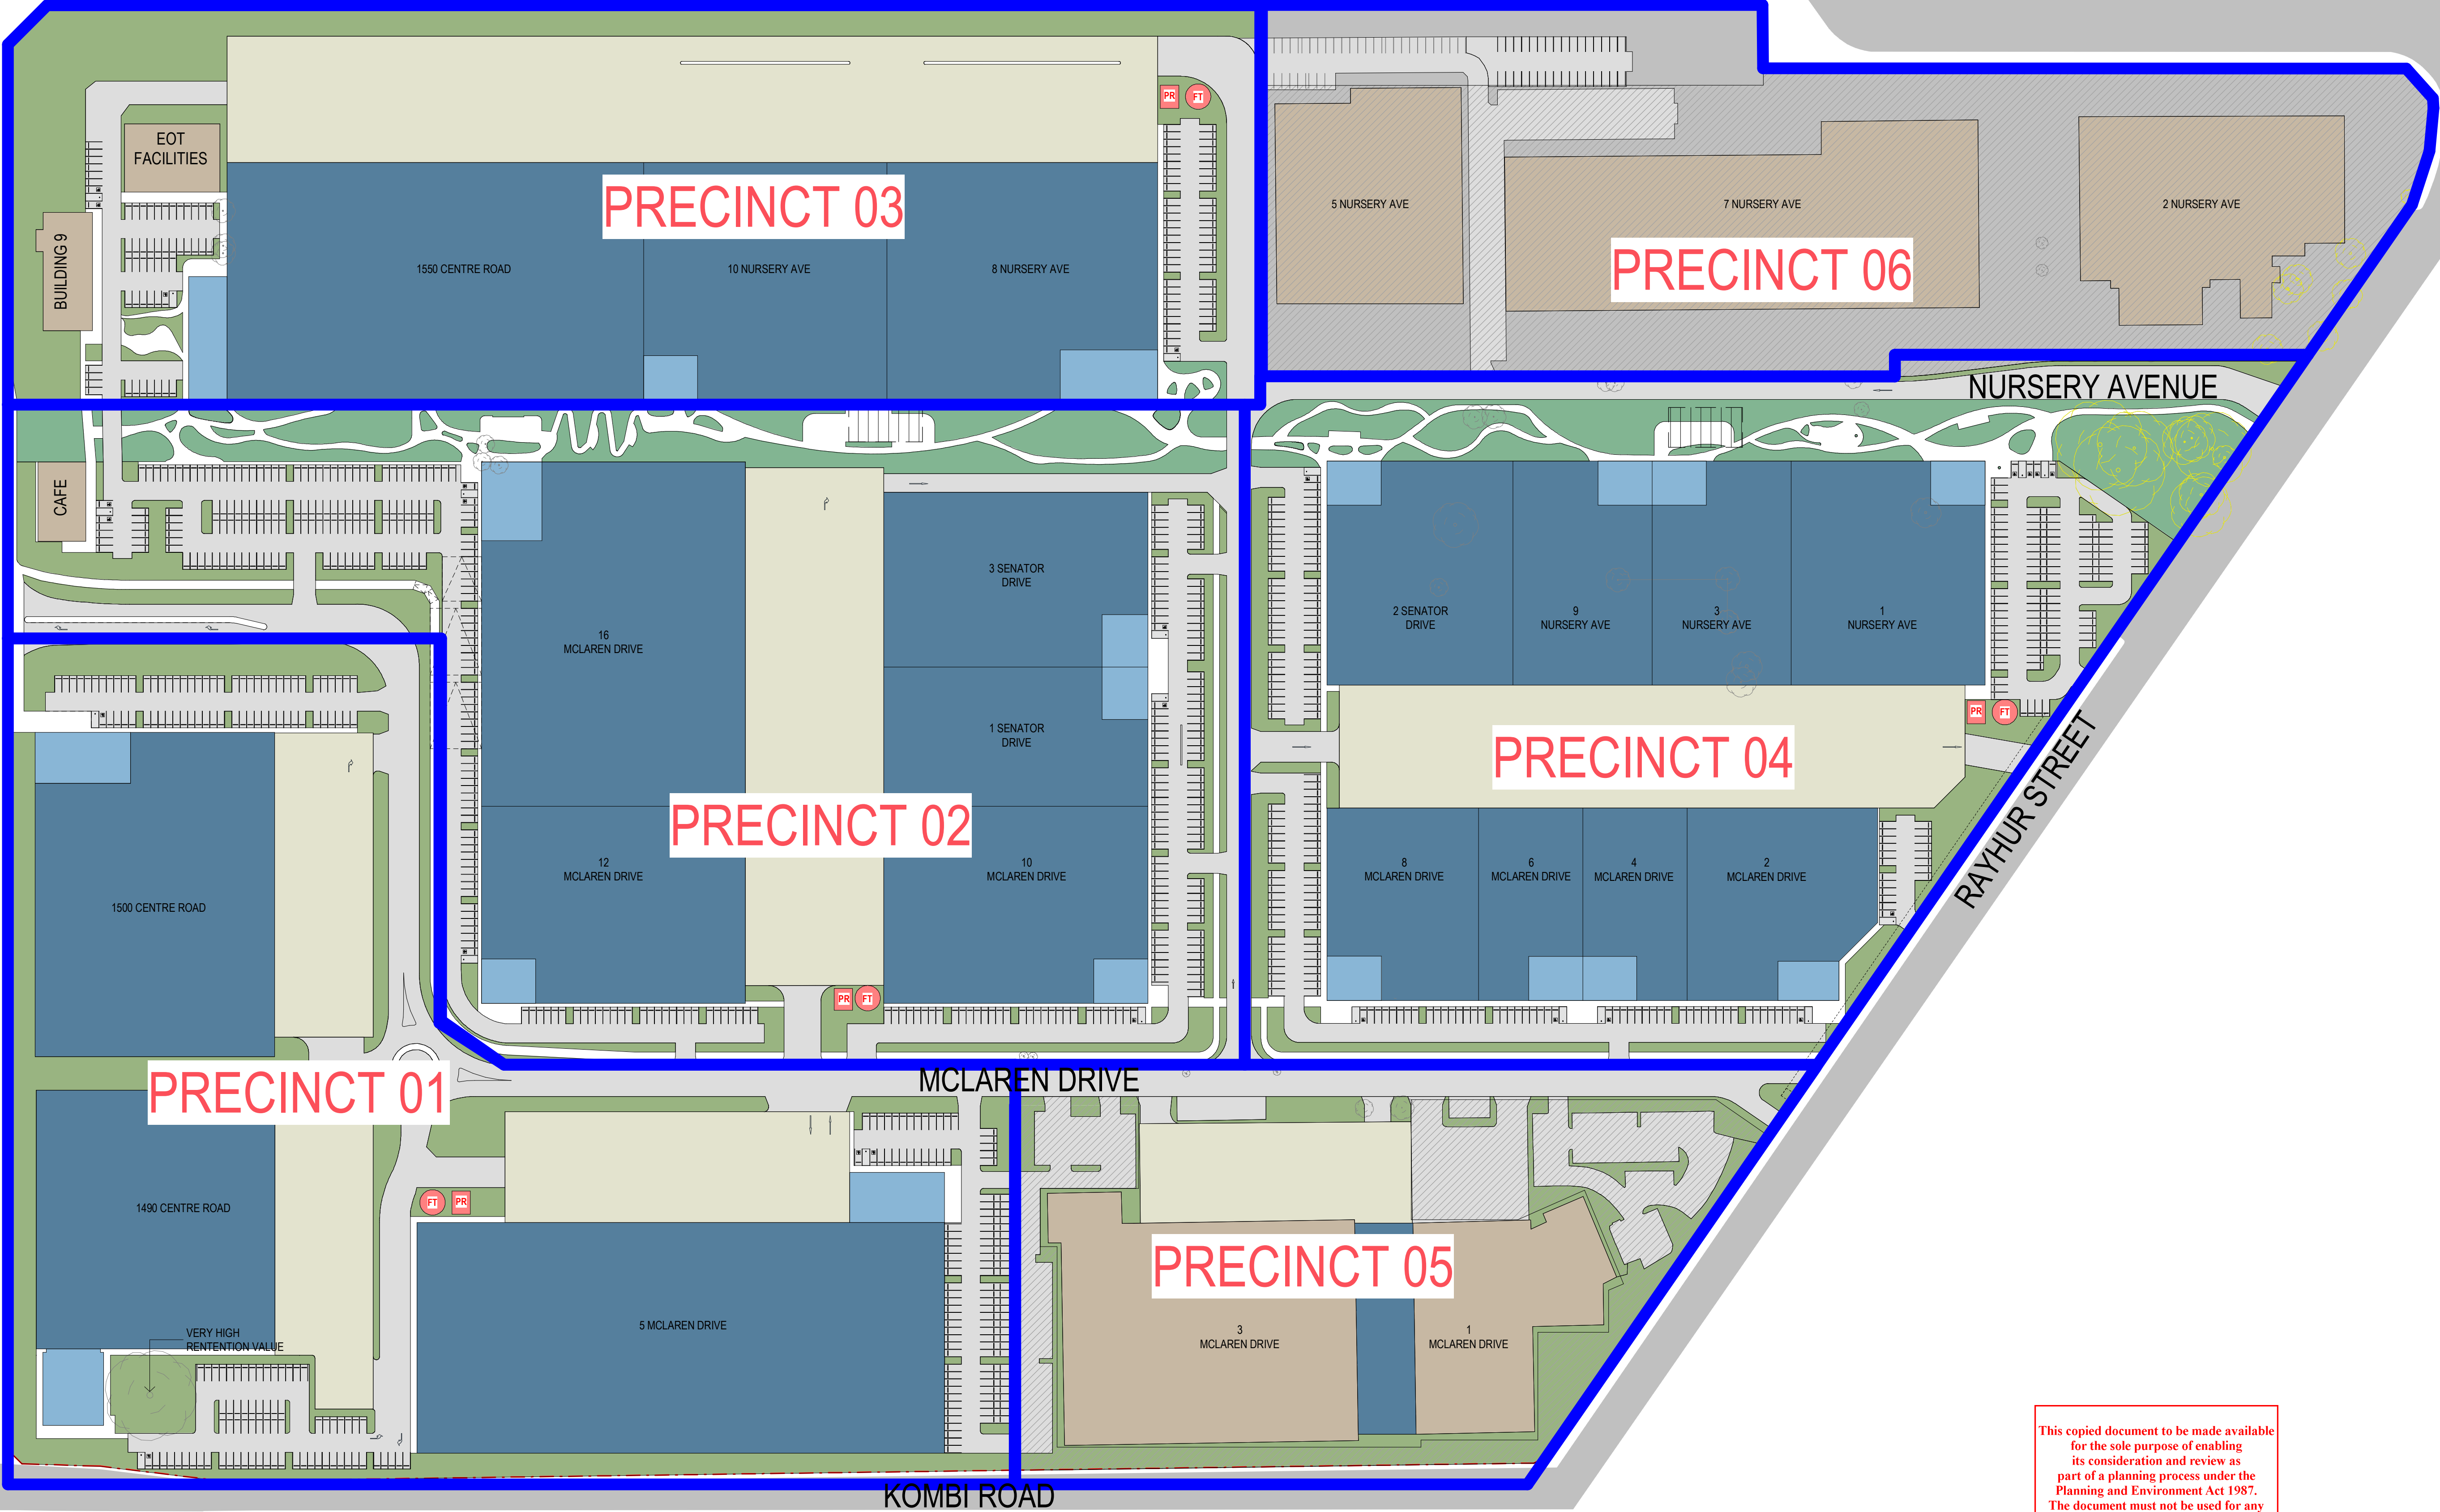 EOT
FACILITIES
BUILDING 9
PRECINCT 03
1550 CENTRE ROAD
10 NURSERY AVE
8 NURSERY AVE
PR
FT
5 NURSERY AVE
7 NURSERY AVE
2 NURSERY AVE
PRECINCT 06
NURSERY AVENUE
CAFE
16
MCLAREN DRIVE
3 SENATOR
DRIVE
1 SENATOR
DRIVE
PRECINCT 02
12
MCLAREN DRIVE
10
MCLAREN DRIVE
PR
FT
2 SENATOR
DRIVE
9
NURSERY AVE
3
NURSERY AVE
1
NURSERY AVE
PR
FT
PRECINCT 04
8
MCLAREN DRIVE
6
MCLAREN DRIVE
4
MCLAREN DRIVE
2
MCLAREN DRIVE
RAYHUR STREET
1500 CENTRE ROAD
PRECINCT 01
MCLAREN DRIVE
1490 CENTRE ROAD
FT
PR
VERY HIGH
RENTENTION VALUE
5 MCLAREN DRIVE
PRECINCT 05
3
MCLAREN DRIVE
1
MCLAREN DRIVE
KOMBI ROAD
This copied document to be made available
for the sole purpose of enabling
its consideration and review as
part of a planning process under the
Planning and Environment Act 1987.
The document must not be used for any